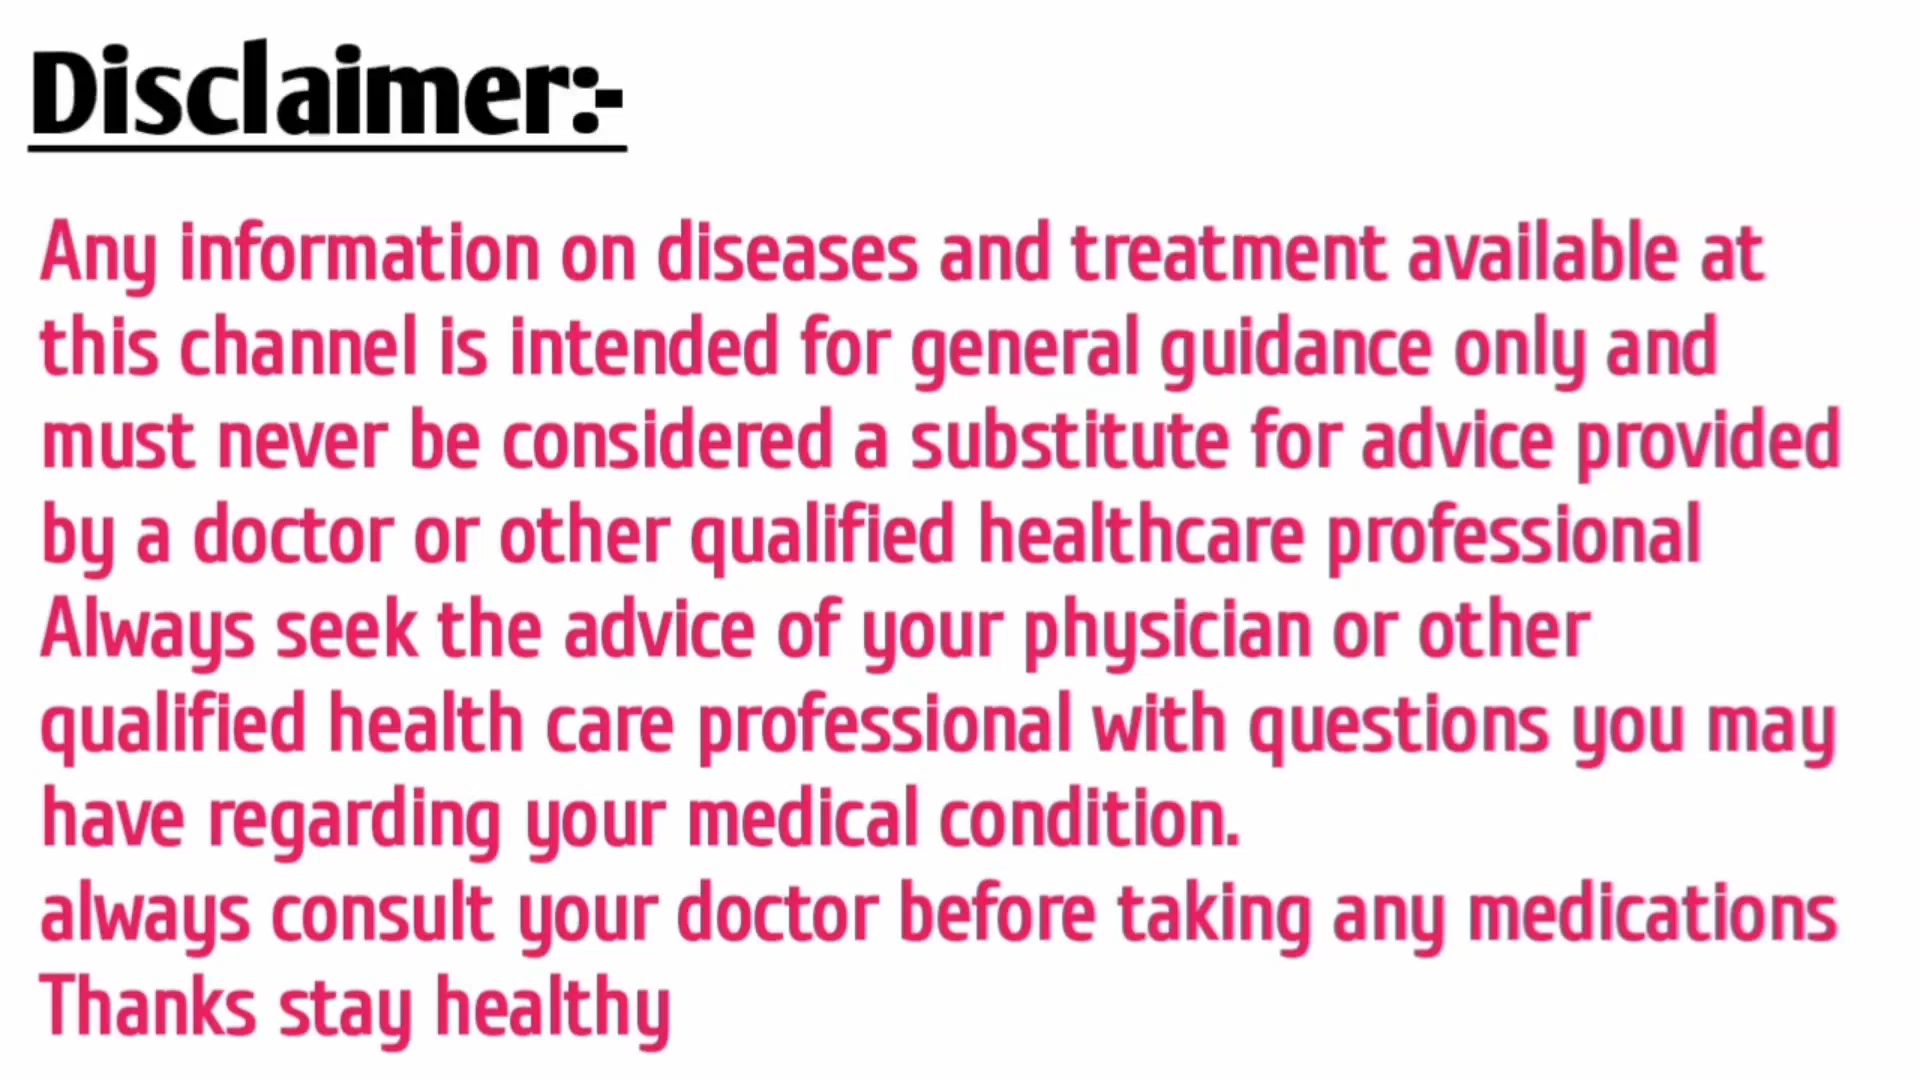 Disclaimer:-
Any information on diseases and treatment available at
this channel is intended for general guidance only and
must never be considered a substitute for advice provided
by a doctor or other qualified healthcare professional
Always seek the advice of your physician or other
qualified health care professional with questions you may
have regarding your medical condition.
always consult your doctor before taking any medications
Thanks stay healthy